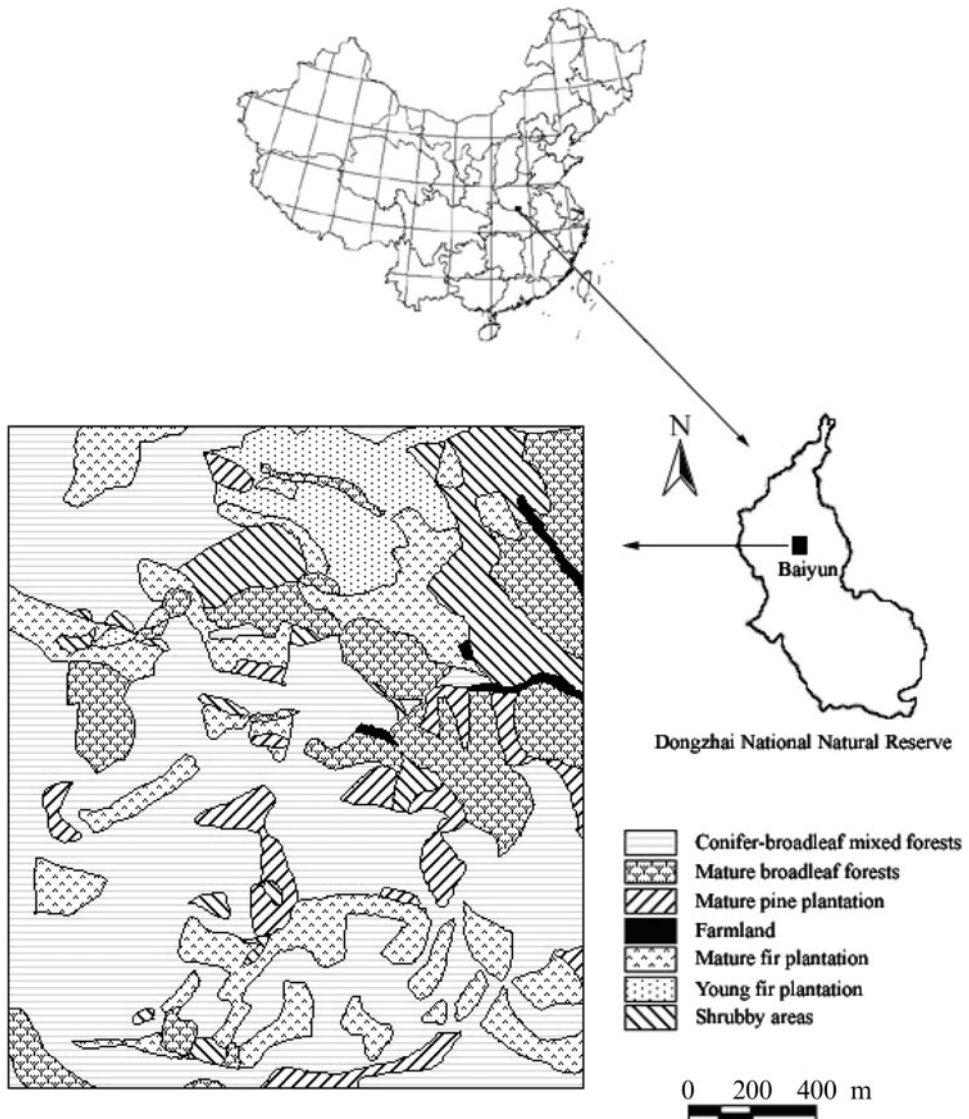 N
Baiyun
Dongzhai National Natural Reserve
Conifer-broadleaf mixed forests
Mature broadleaf forests
Mature pine plantation
Farmland
Mature fir plantation
Young fir plantation
Shrubby areas
0 200 400 m